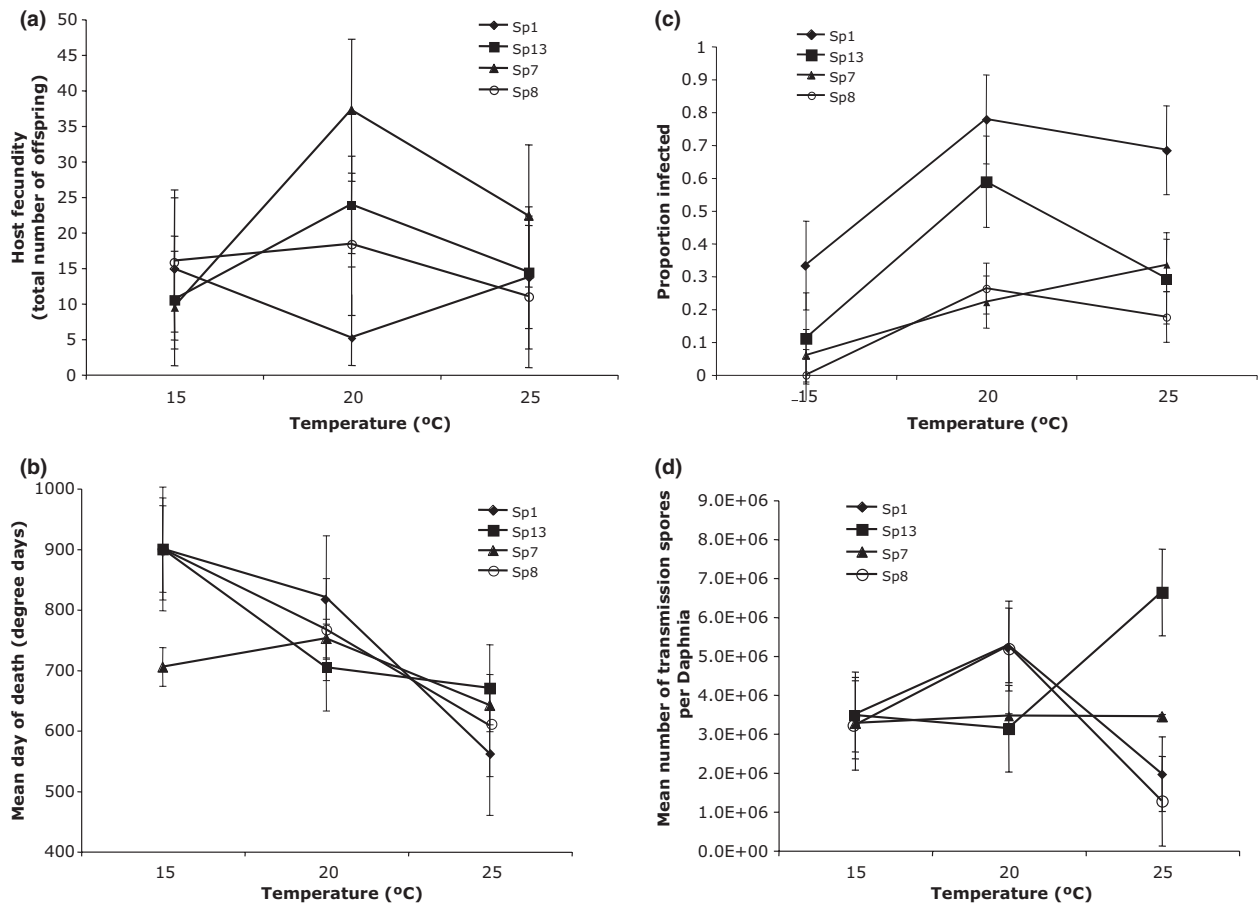 (a)
50
45
40
35
30
25
20
15
10
5
0
Host fecundity
(total number of offspring)
Sp1
Sp13
Sp7
Sp8
15
20
25
Temperature (ºC)
(c)
Sp1
Sp13
Sp7
Sp8
1
0.9
0.8
0.7
0.6
0.5
0.4
0.3
0.2
0.1
0
Proportion infected
–15
20
25
Temperature (ºC)
(b)
1000
900
800
700
600
500
400
Mean day of death (degree days)
Sp1
Sp13
Sp7
Sp8
15
20
25
Temperature (ºC)
(d)
9.0E+06
8.0E+06
7.0E+06
6.0E+06
5.0E+06
4.0E+06
3.0E+06
2.0E+06
1.0E+06
0.0E+00
Mean number of transmission spores
per Daphnia
Sp1
Sp13
Sp7
Sp8
15
20
25
Temperature (ºC)